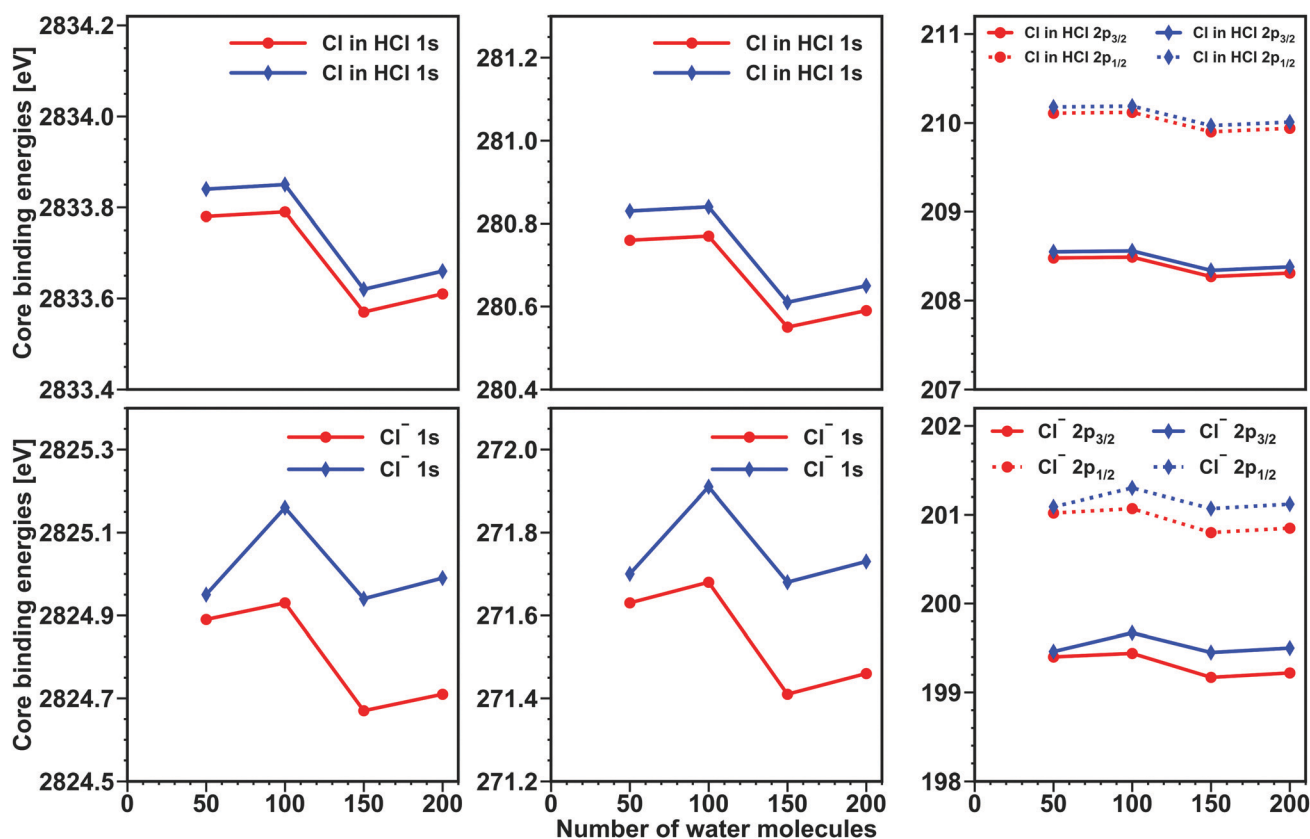 Core binding energies [eV]
2834.2
2834.0
2833.8
2833.6
2833.4
Cl in HCl 1s
Cl in HCl 1s
281.2
281.0
280.8
280.6
280.4
Cl in HCl 1s
Cl in HCl 1s
211
210
209
208
207
Cl in HCl 2p3/2 Cl in HCl 2p3/2
Cl in HCl 2p1/2 Cl in HCl 2p1/2
Core binding energies [eV]
2825.3
2825.1
2824.9
2824.7
2824.5
Cl⁻ 1s
Cl⁻ 1s
0 50 100 150 200
272.0
271.8
271.6
271.4
271.2
Cl⁻ 1s
Cl⁻ 1s
0 50 100 150 200
202
201
200
199
198
Cl⁻ 2p3/2 Cl⁻ 2p3/2
Cl⁻ 2p1/2 Cl⁻ 2p1/2
0 50 100 150 200
Number of water molecules